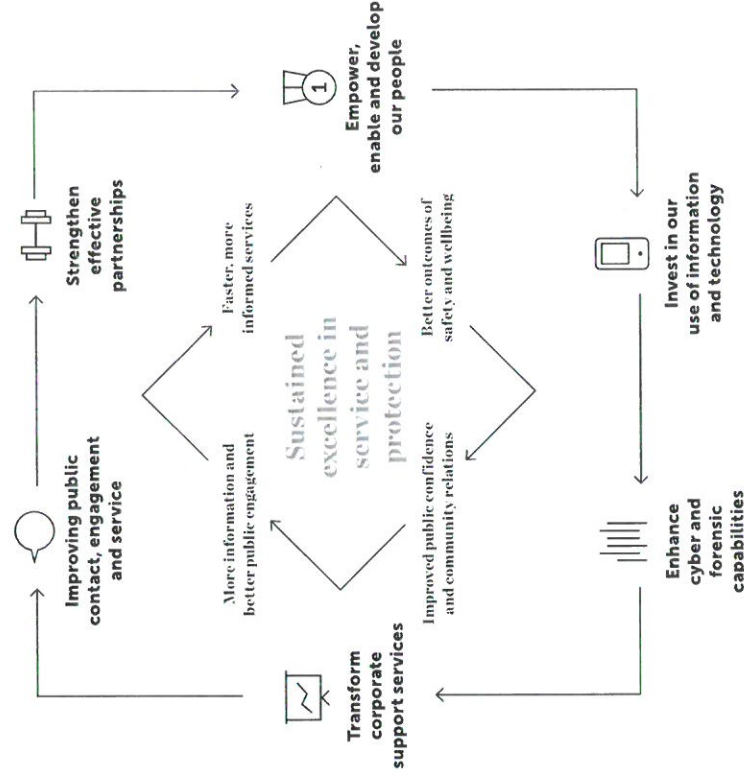 Improving public
contact, engagement
and service
Strengthen
effective
partnerships
Empower,
enable and develop
our people
Invest in our
use of information
and technology
Enhance
cyber and
forensic
capabilities
Transform
corporate
support services
More information and
better public engagement
Faster, more
informed services
Better outcomes of
safety and wellbeing
Improved public confidence
and community relations
Sustained
excellence in
service and
protection
1